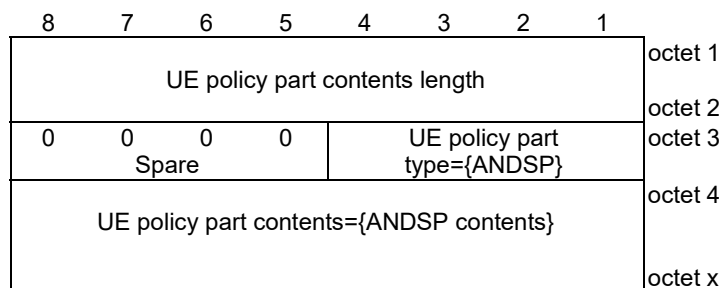 8 7 6 5 4 3 2 1
octet 1
UE policy part contents length
octet 2
0 0 0 0 UE policy part octet 3
Spare type={ANDSP}
octet 4
UE policy part contents={ANDSP contents}
octet x